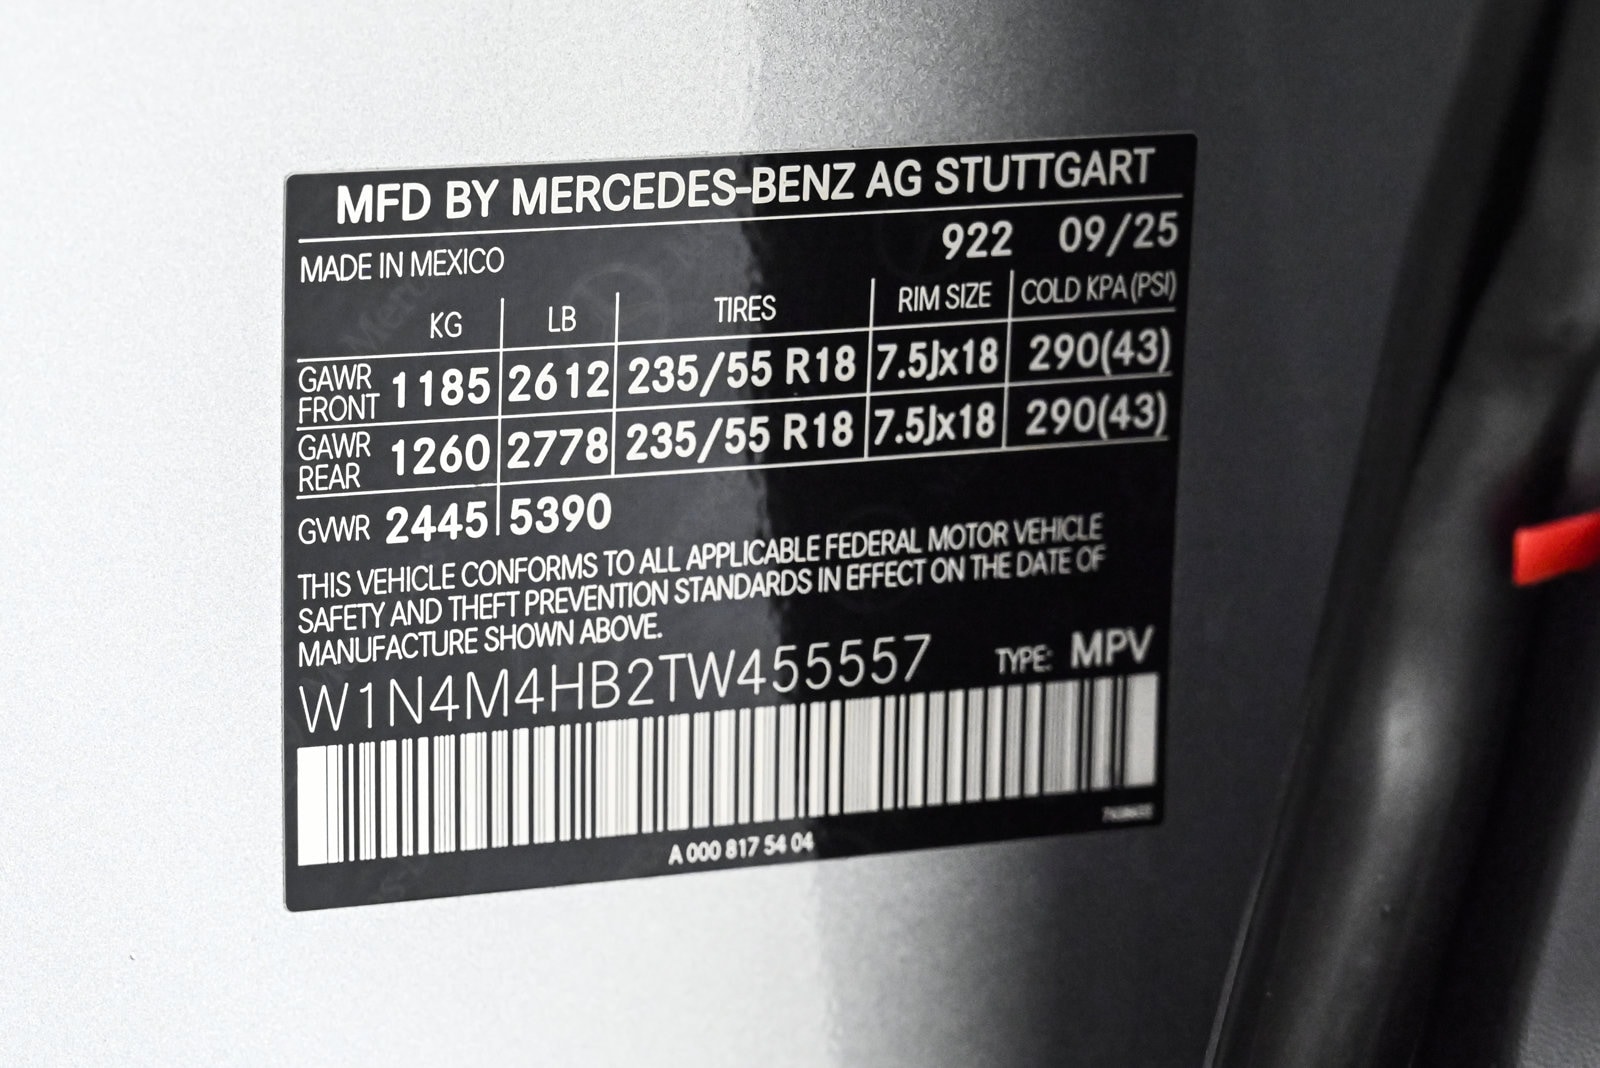 MFD BY MERCEDES-BENZ AG STUTTGART
MADE IN MEXICO 922 09/25
KG LB TIRES RIM SIZE COLD KPA (PSI)
GAWR FRONT 1185 2612 235/55 R18 7.5Jx18 290(43)
GAWR REAR 1260 2778 235/55 R18 7.5Jx18 290(43)
GVWR 2445 5390
THIS VEHICLE CONFORMS TO ALL APPLICABLE FEDERAL MOTOR VEHICLE
SAFETY AND THEFT PREVENTION STANDARDS IN EFFECT ON THE DATE OF
MANUFACTURE SHOWN ABOVE.
W1N4M4HB2TW455557 TYPE: MPV
A 000 817 54 04